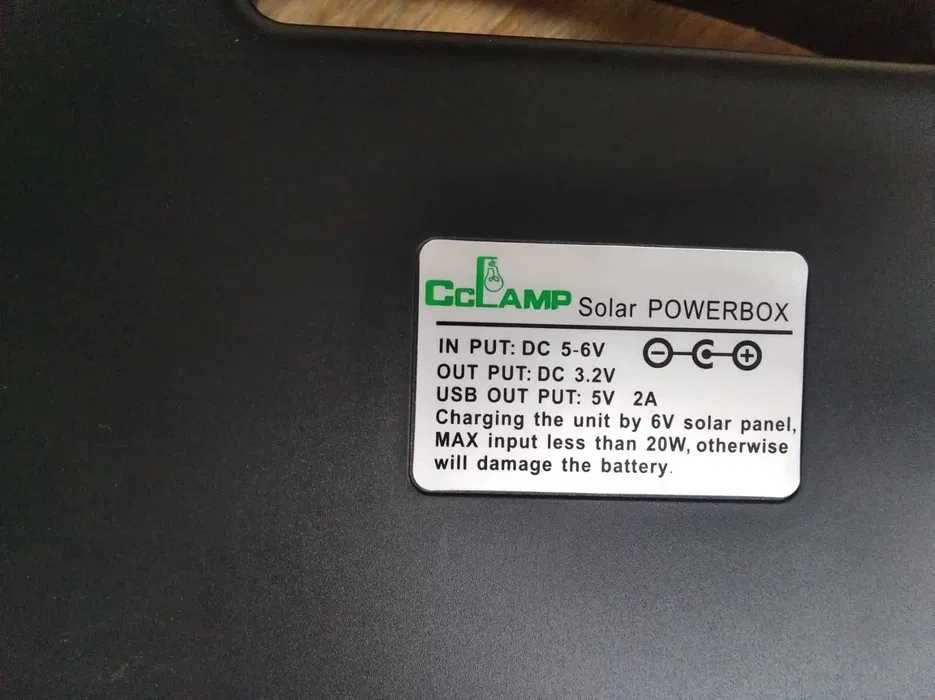 CCLAMP Solar POWERBOX
IN PUT: DC 5-6V
OUT PUT: DC 3.2V
USB OUT PUT: 5V 2A
Charging the unit by 6V solar panel,
MAX input less than 20W, otherwise
will damage the battery.